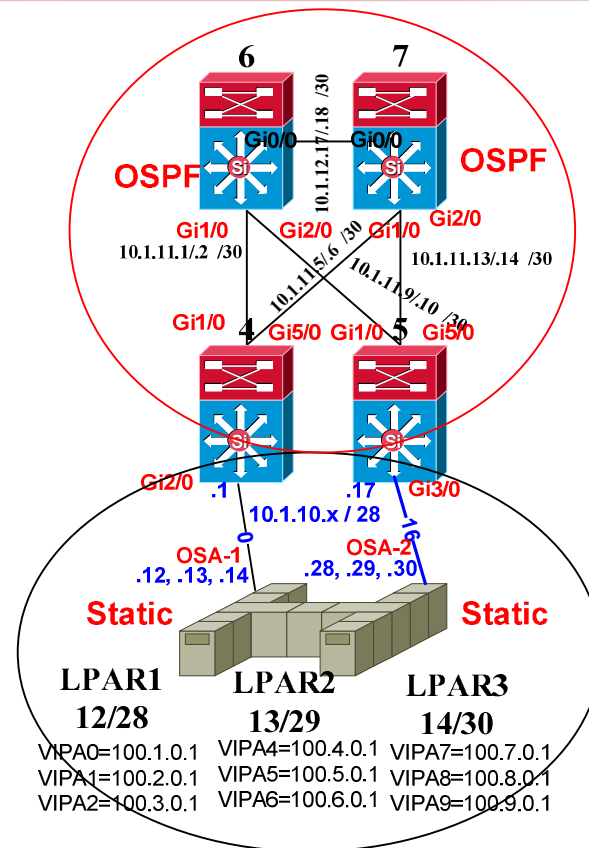 6
7
10.1.12.17/.18 /30
Gi0/0
Gi0/0
Si
Si
OSPF
OSPF
Gi1/0
Gi2/0
Gi1/0
Gi2/0
10.1.11.1/.2 /30
10.1.11.5/.6 /30
10.1.11.9/.10 /30
10.1.11.13/.14 /30
Gi1/0
4
Gi5/0
Gi1/0
5
Gi5/0
Si
Si
Gi2/0
.1
.17
Gi3/0
10.1.10.x / 28
0
16
OSA-1
OSA-2
.12, .13, .14
.28, .29, .30
Static
Static
LPAR1
12/28
VIPA0=100.1.0.1
VIPA1=100.2.0.1
VIPA2=100.3.0.1
LPAR2
13/29
VIPA4=100.4.0.1
VIPA5=100.5.0.1
VIPA6=100.6.0.1
LPAR3
14/30
VIPA7=100.7.0.1
VIPA8=100.8.0.1
VIPA9=100.9.0.1